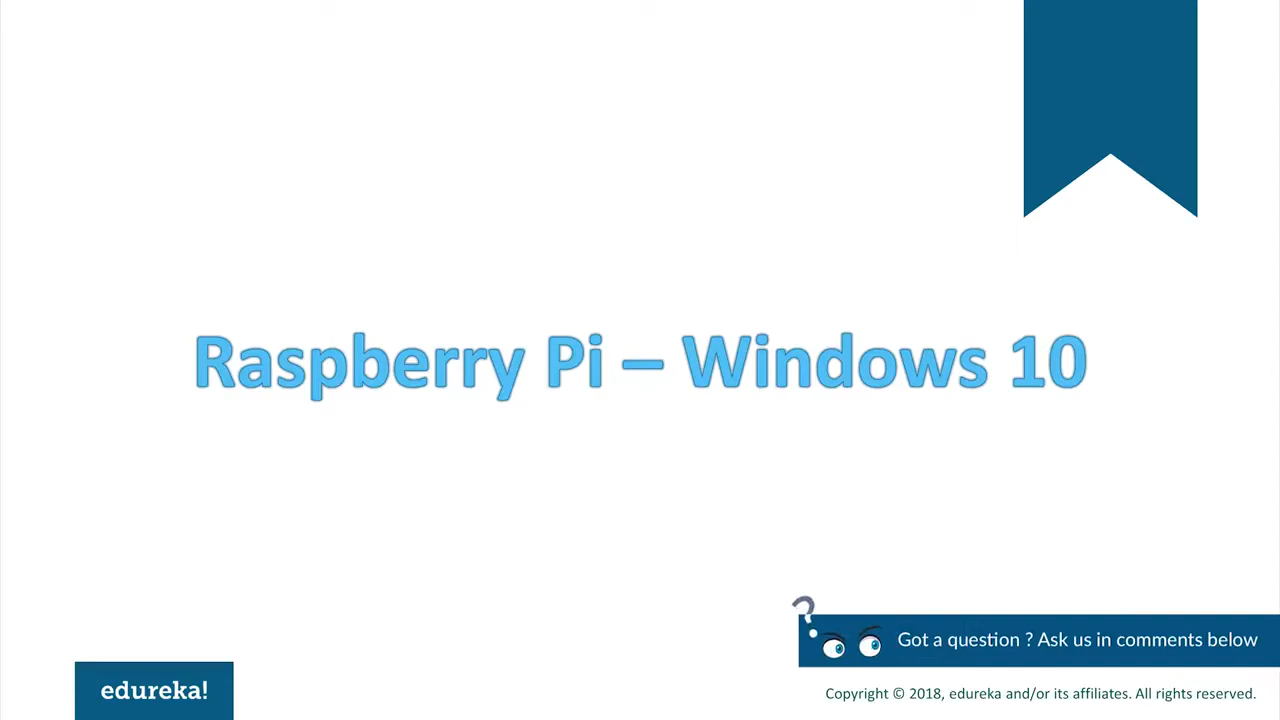 Raspberry Pi – Windows 10
?
Got a question ? Ask us in comments below
edureka!
Copyright © 2018, edureka and/or its affiliates. All rights reserved.